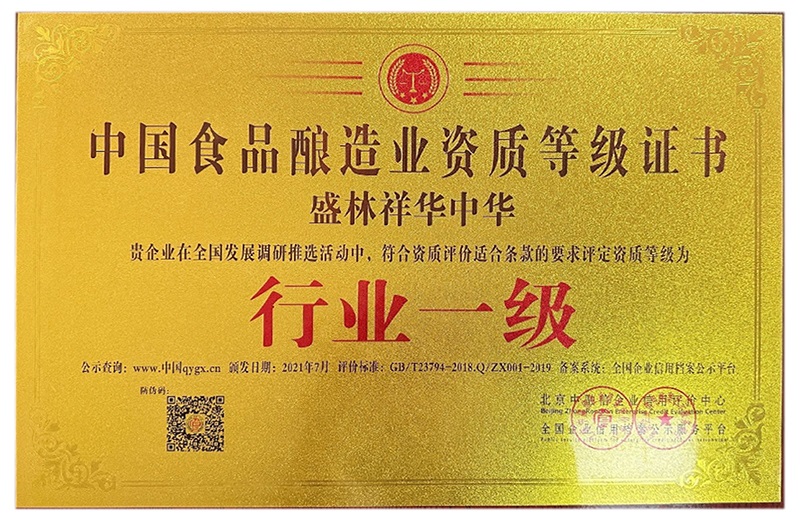 中国食品酿造业资质等级证书
盛林祥华中华
贵企业在全国发展调研推选活动中，符合资质评价适合条款的要求评定资质等级为
行业一级
公示查询：www.中国qygx.cn 颁发日期：2021年7月 评价标准：GB/T23794-2018.Q/ZX001-2019 备案系统：全国企业信用档案公示平台
防伪码：
北京中融信企业信用评价中心
Beijing ZhongRongXin Enterprise Credit Evaluation Center
全国企业信用档案公示服务平台